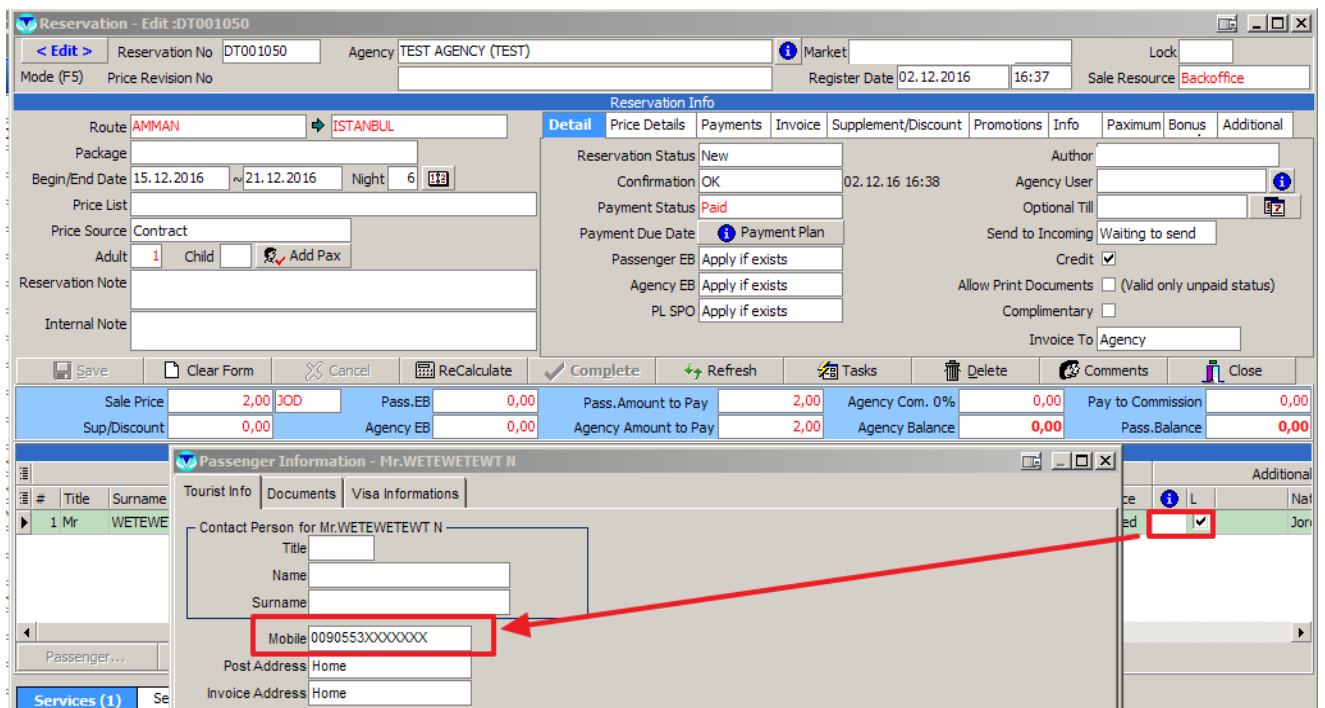 Reservation - Edit :DT001050
< Edit > Reservation No DT001050 Agency TEST AGENCY (TEST) Market Lock
Mode (F5) Price Revision No Register Date 02.12.2016 16:37 Sale Resource Backoffice
Reservation Info
Route AMMAN ISTANBUL
Package
Begin/End Date 15.12.2016 ~ 21.12.2016 Night 6
Price List
Price Source Contract
Adult 1 Child Add Pax
Reservation Note
Internal Note
Detail Price Details Payments Invoice Supplement/Discount Promotions Info Paximum Bonus Additional
Reservation Status New Author
Confirmation OK 02.12.16 16:38 Agency User
Payment Status Paid Optional Till
Payment Due Date Payment Plan Send to Incoming Waiting to send
Passenger EB Apply if exists Credit
Agency EB Apply if exists Allow Print Documents (Valid only unpaid status)
PL SPO Apply if exists Complimentary
Invoice To Agency
Save Clear Form Cancel ReCalculate Complete Refresh Tasks Delete Comments Close
Sale Price 2,00 JOD Pass.EB 0,00 Pass.Amount to Pay 2,00 Agency Com. 0% 0,00 Pay to Commission 0,00
Sup/Discount 0,00 Agency EB 0,00 Agency Amount to Pay 2,00 Agency Balance 0,00 Pass.Balance 0,00
Additional
# Title Surname ce L Nat
1 Mr WETEWE ed Jor
Passenger...
Services (1) Se
Passenger Information - Mr.WETEWETEWT N
Tourist Info Documents Visa Informations
Contact Person for Mr.WETEWETEWT N
Title
Name
Surname
Mobile 0090553XXXXXXX
Post Address Home
Invoice Address Home